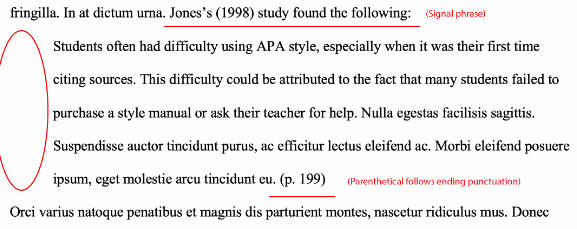 fringilla. In at dictum urna. Jones's (1998) study found the following: (Signal phrase)
Students often had difficulty using APA style, especially when it was their first time
citing sources. This difficulty could be attributed to the fact that many students failed to
purchase a style manual or ask their teacher for help. Nulla egestas facilisis sagittis.
Suspendisse auctor tincidunt purus, ac efficitur lectus eleifend ac. Morbi eleifend posuere
ipsum, eget molestie arcu tincidunt eu. (p. 199) (Parenthetical follows ending punctuation)
Orci varius natoque penatibus et magnis dis parturient montes, nascetur ridiculus mus. Donec